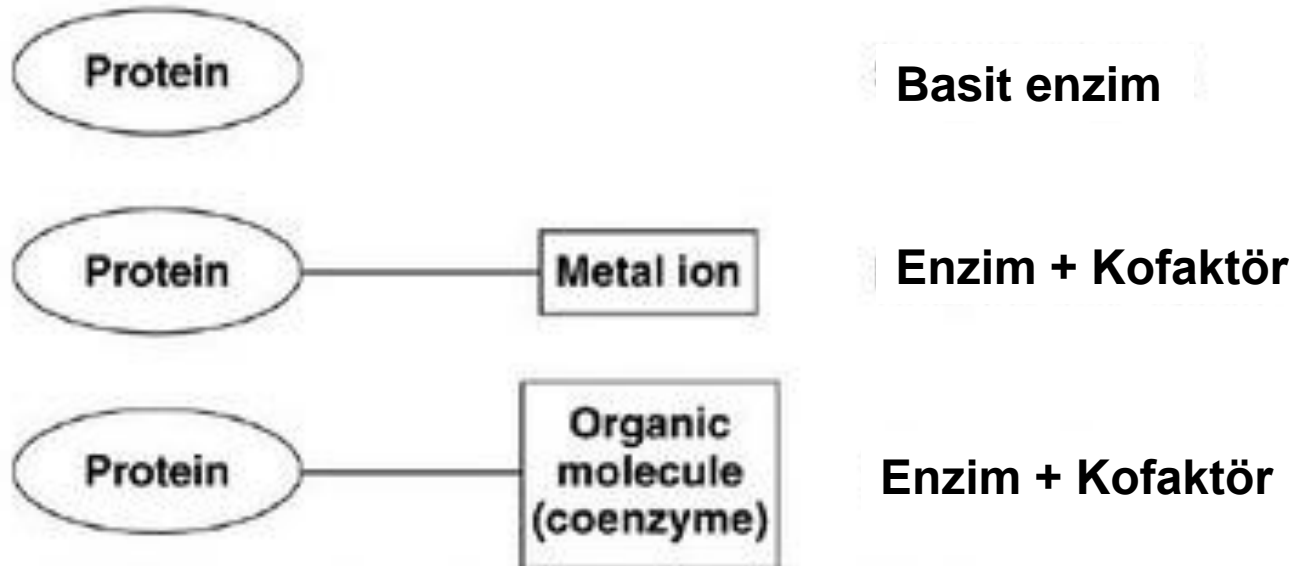 Protein
Basit enzim
Protein
Metal ion
Enzim + Kofaktör
Protein
Organic
molecule
(coenzyme)
Enzim + Kofaktör